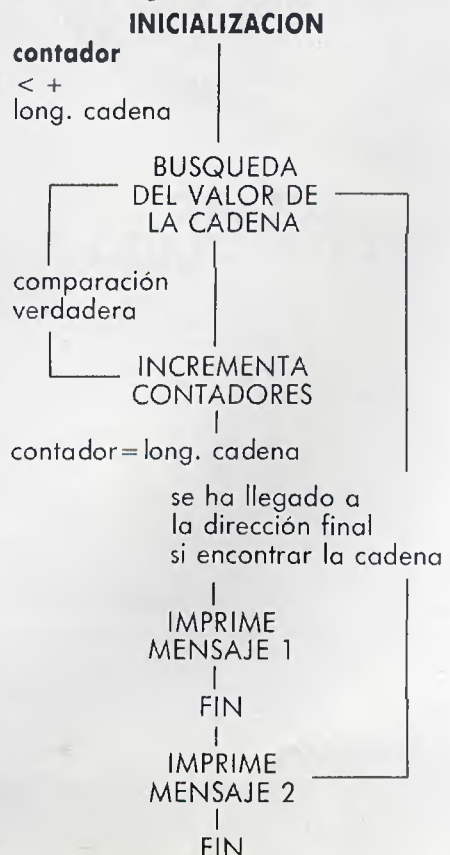 INICIALIZACION
contador
< +
long. cadena
BUSQUEDA
DEL VALOR DE
LA CADENA
comparación
verdadera
INCREMENTA
CONTADORES
contador=long. cadena
se ha llegado a
la dirección final
si encontrar la cadena
IMPRIME
MENSAJE 1
FIN
IMPRIME
MENSAJE 2
FIN